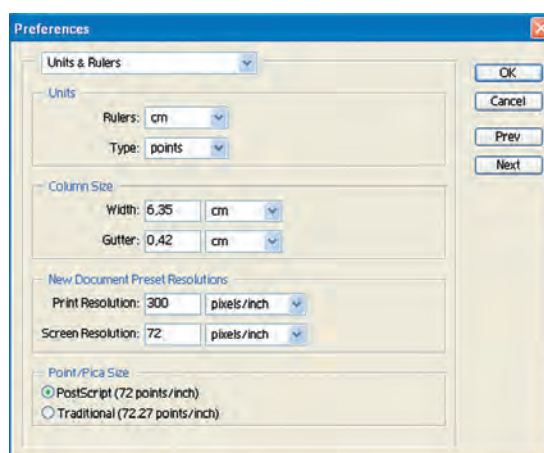 Preferences
Units & Rulers
OK
Cancel
Prev
Next
Units
Rulers: cm
Type: points
Column Size
Width: 6,35 cm
Gutter: 0,42 cm
New Document Preset Resolutions
Print Resolution: 300 pixels/inch
Screen Resolution: 72 pixels/inch
Point/Pica Size
PostScript (72 points/inch)
Traditional (72.27 points/inch)